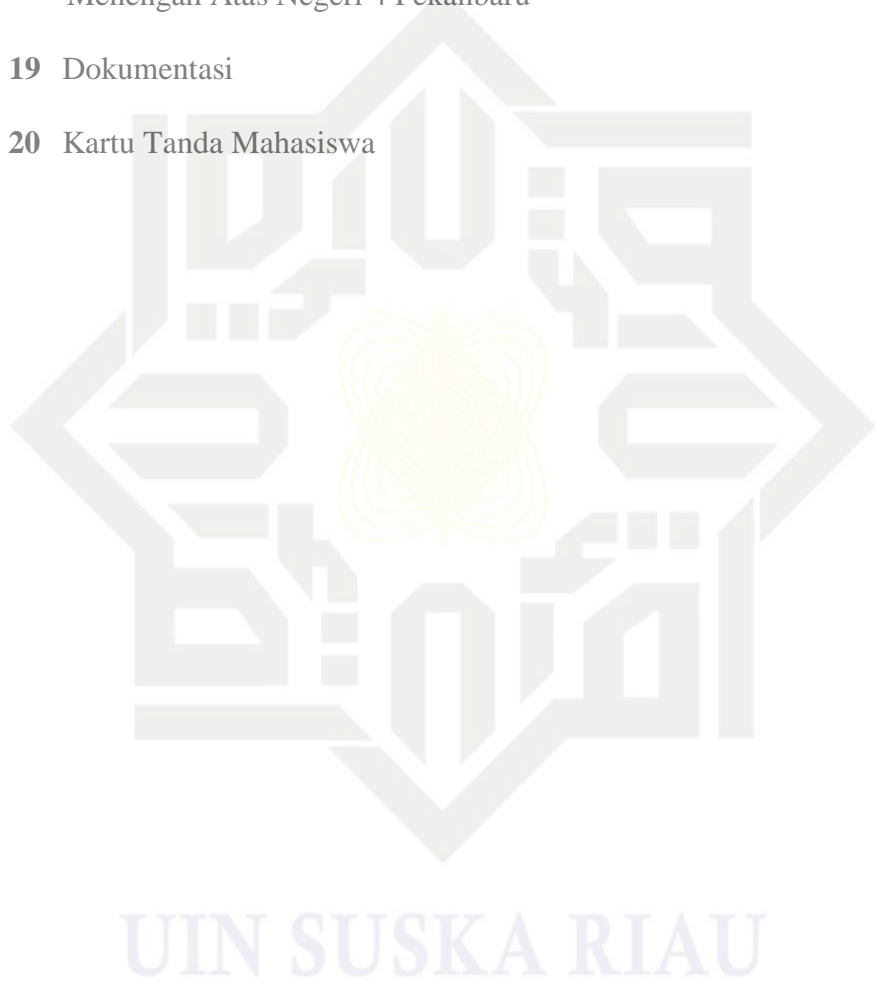 Menengah Atas Negeri 4 Pekanbaru
19 Dokumentasi
20 Kartu Tanda Mahasiswa
UIN SUSKA RIAU